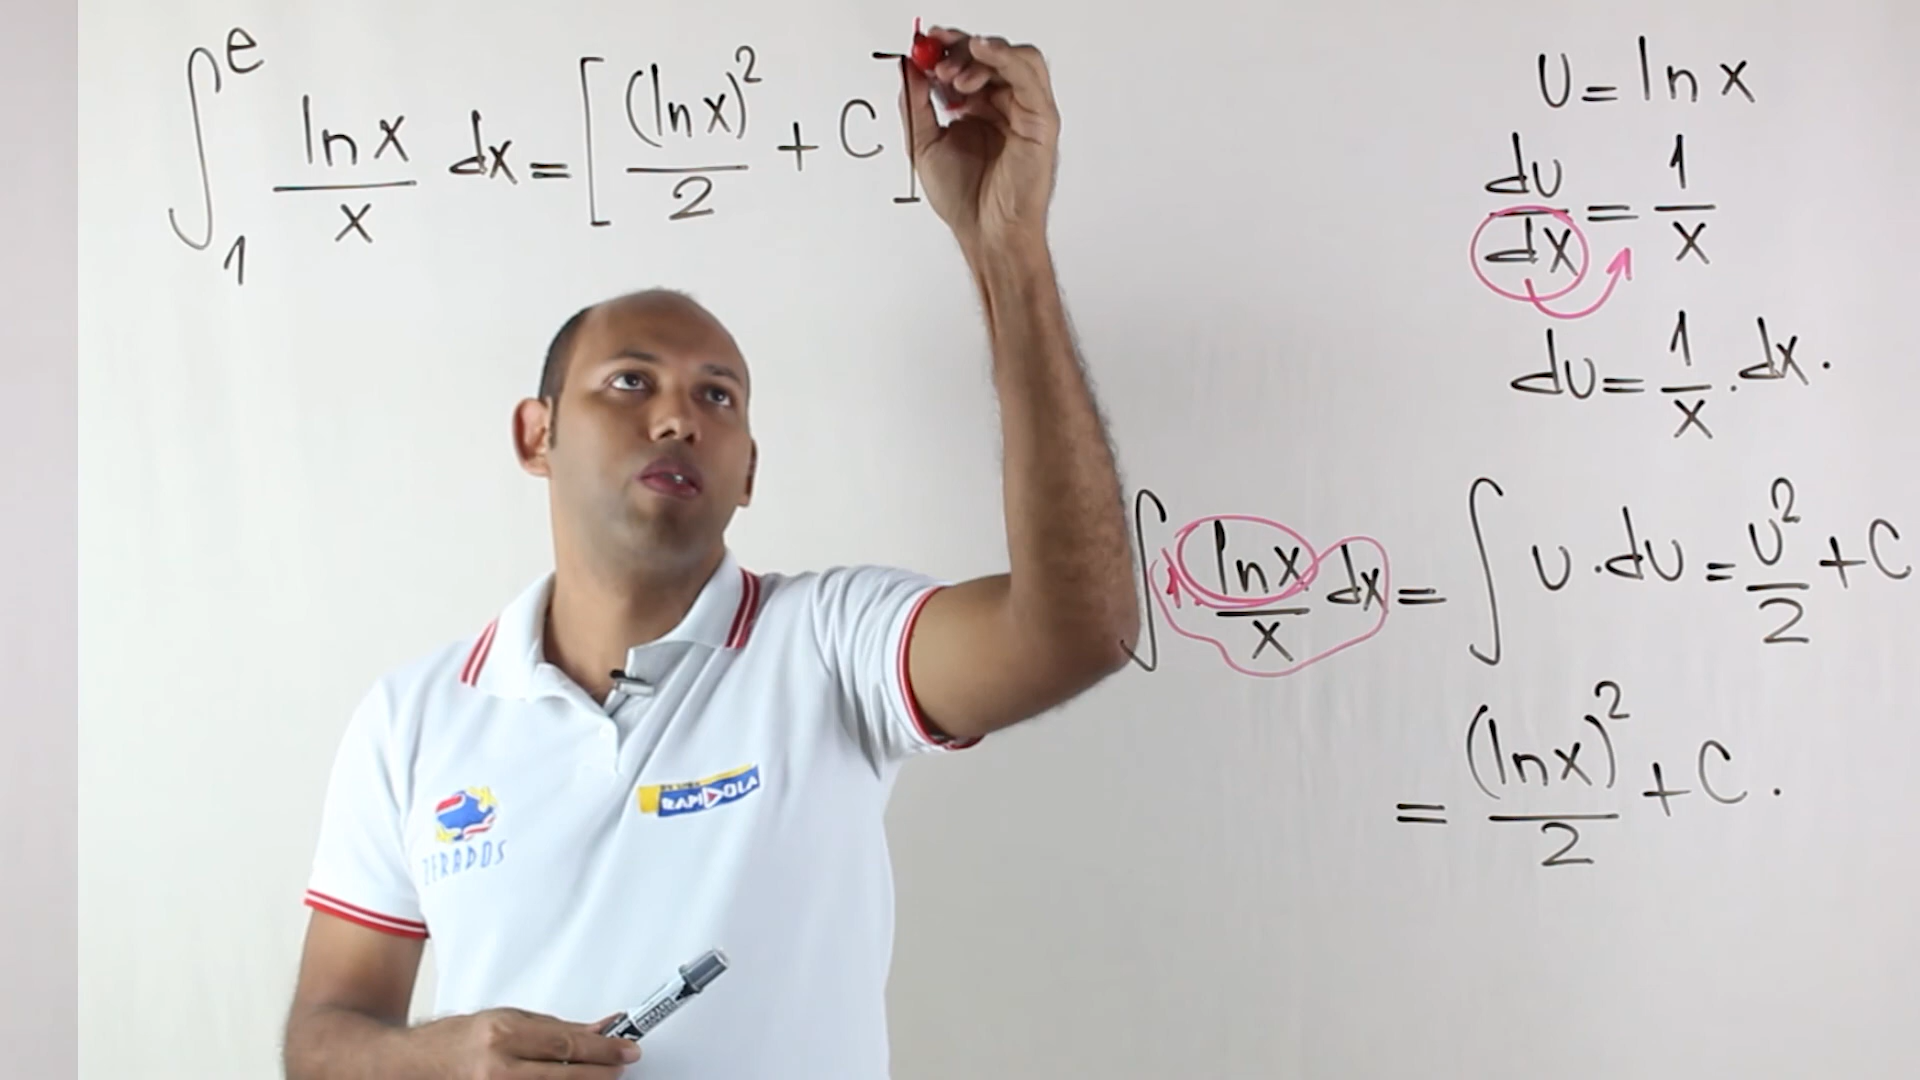 ∫₁ᵉ ln x / x dx = [ (ln x)² / 2 + C ]
U = ln x
du / dx = 1 / x
du = 1 / x . dx .
∫ 1 . ln x / x dx = ∫ U . du = U² / 2 + C
= (ln x)² / 2 + C .
RAPIDOLA
ZERADOS